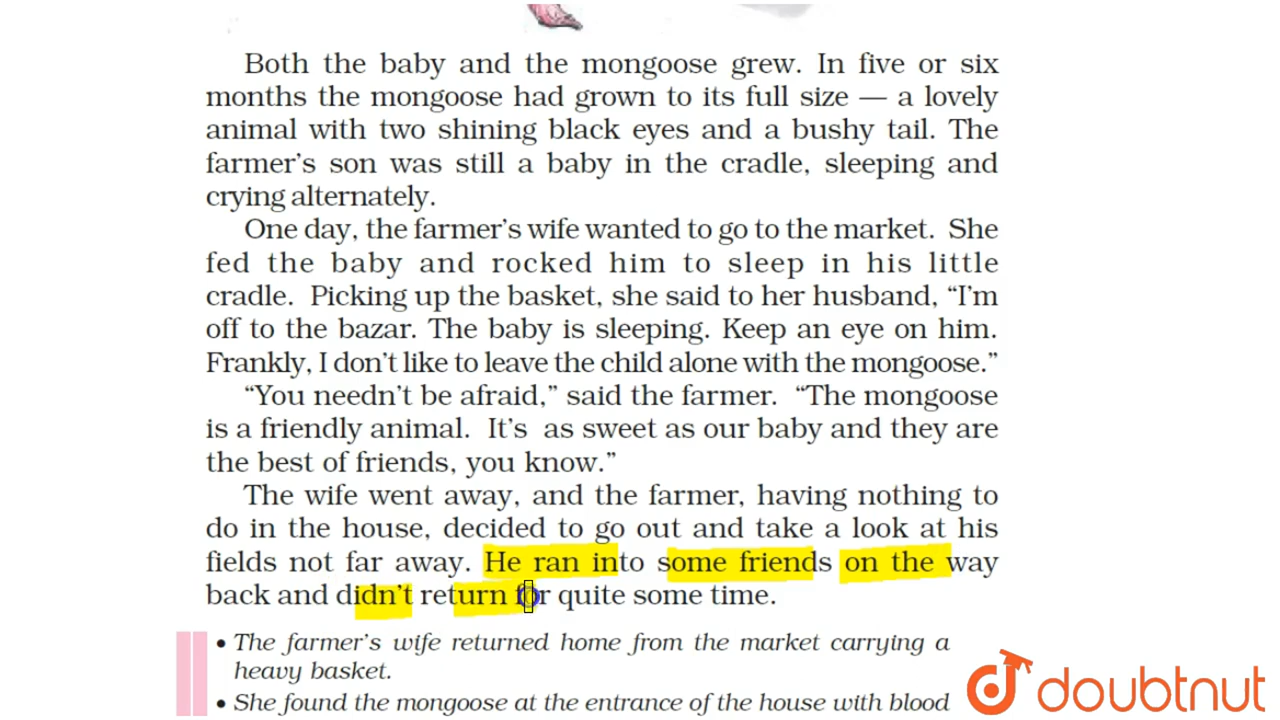 Both the baby and the mongoose grew. In five or six
months the mongoose had grown to its full size — a lovely
animal with two shining black eyes and a bushy tail. The
farmer's son was still a baby in the cradle, sleeping and
crying alternately.
One day, the farmer's wife wanted to go to the market. She
fed the baby and rocked him to sleep in his little
cradle. Picking up the basket, she said to her husband, “I'm
off to the bazar. The baby is sleeping. Keep an eye on him.
Frankly, I don't like to leave the child alone with the mongoose.”
“You needn't be afraid,” said the farmer. “The mongoose
is a friendly animal. It's as sweet as our baby and they are
the best of friends, you know.”
The wife went away, and the farmer, having nothing to
do in the house, decided to go out and take a look at his
fields not far away. He ran into some friends on the way
back and didn't return for quite some time.
• The farmer's wife returned home from the market carrying a
heavy basket.
• She found the mongoose at the entrance of the house with blood
doubtnut